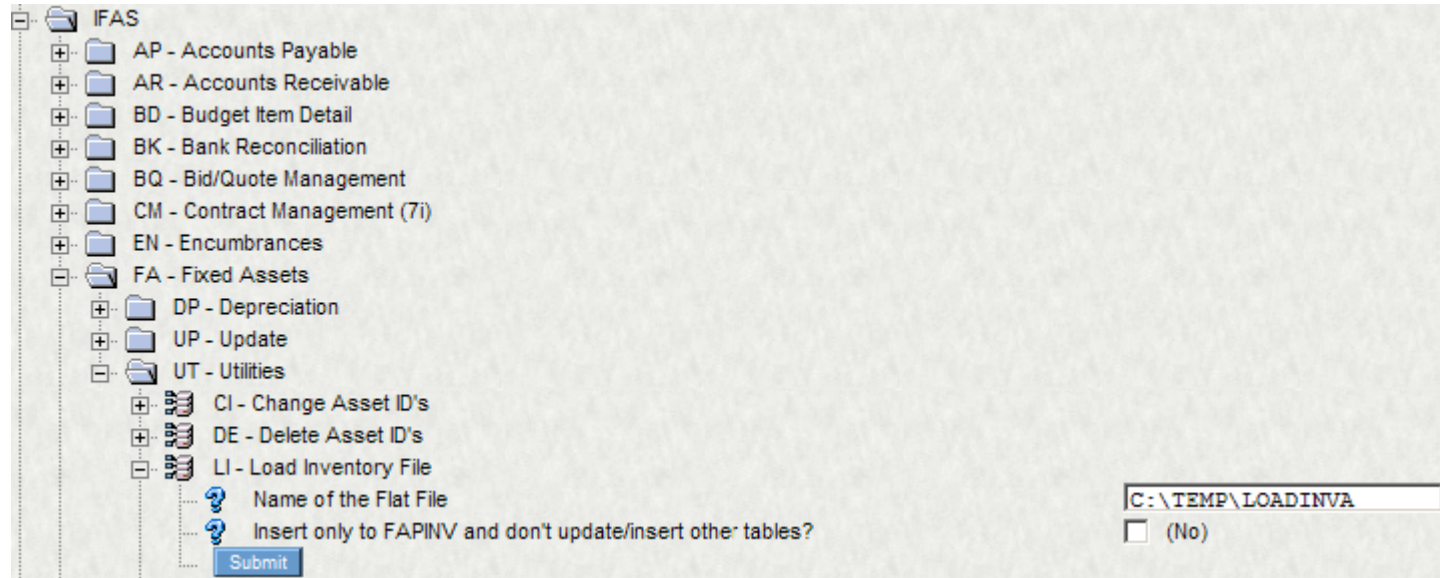 IFAS
AP - Accounts Payable
AR - Accounts Receivable
BD - Budget Item Detail
BK - Bank Reconciliation
BQ - Bid/Quote Management
CM - Contract Management (7i)
EN - Encumbrances
FA - Fixed Assets
DP - Depreciation
UP - Update
UT - Utilities
CI - Change Asset ID's
DE - Delete Asset ID's
LI - Load Inventory File
Name of the Flat File C:\TEMP\LOADINVA
Insert only to FAPINV and don't update/insert other tables? (No)
Submit